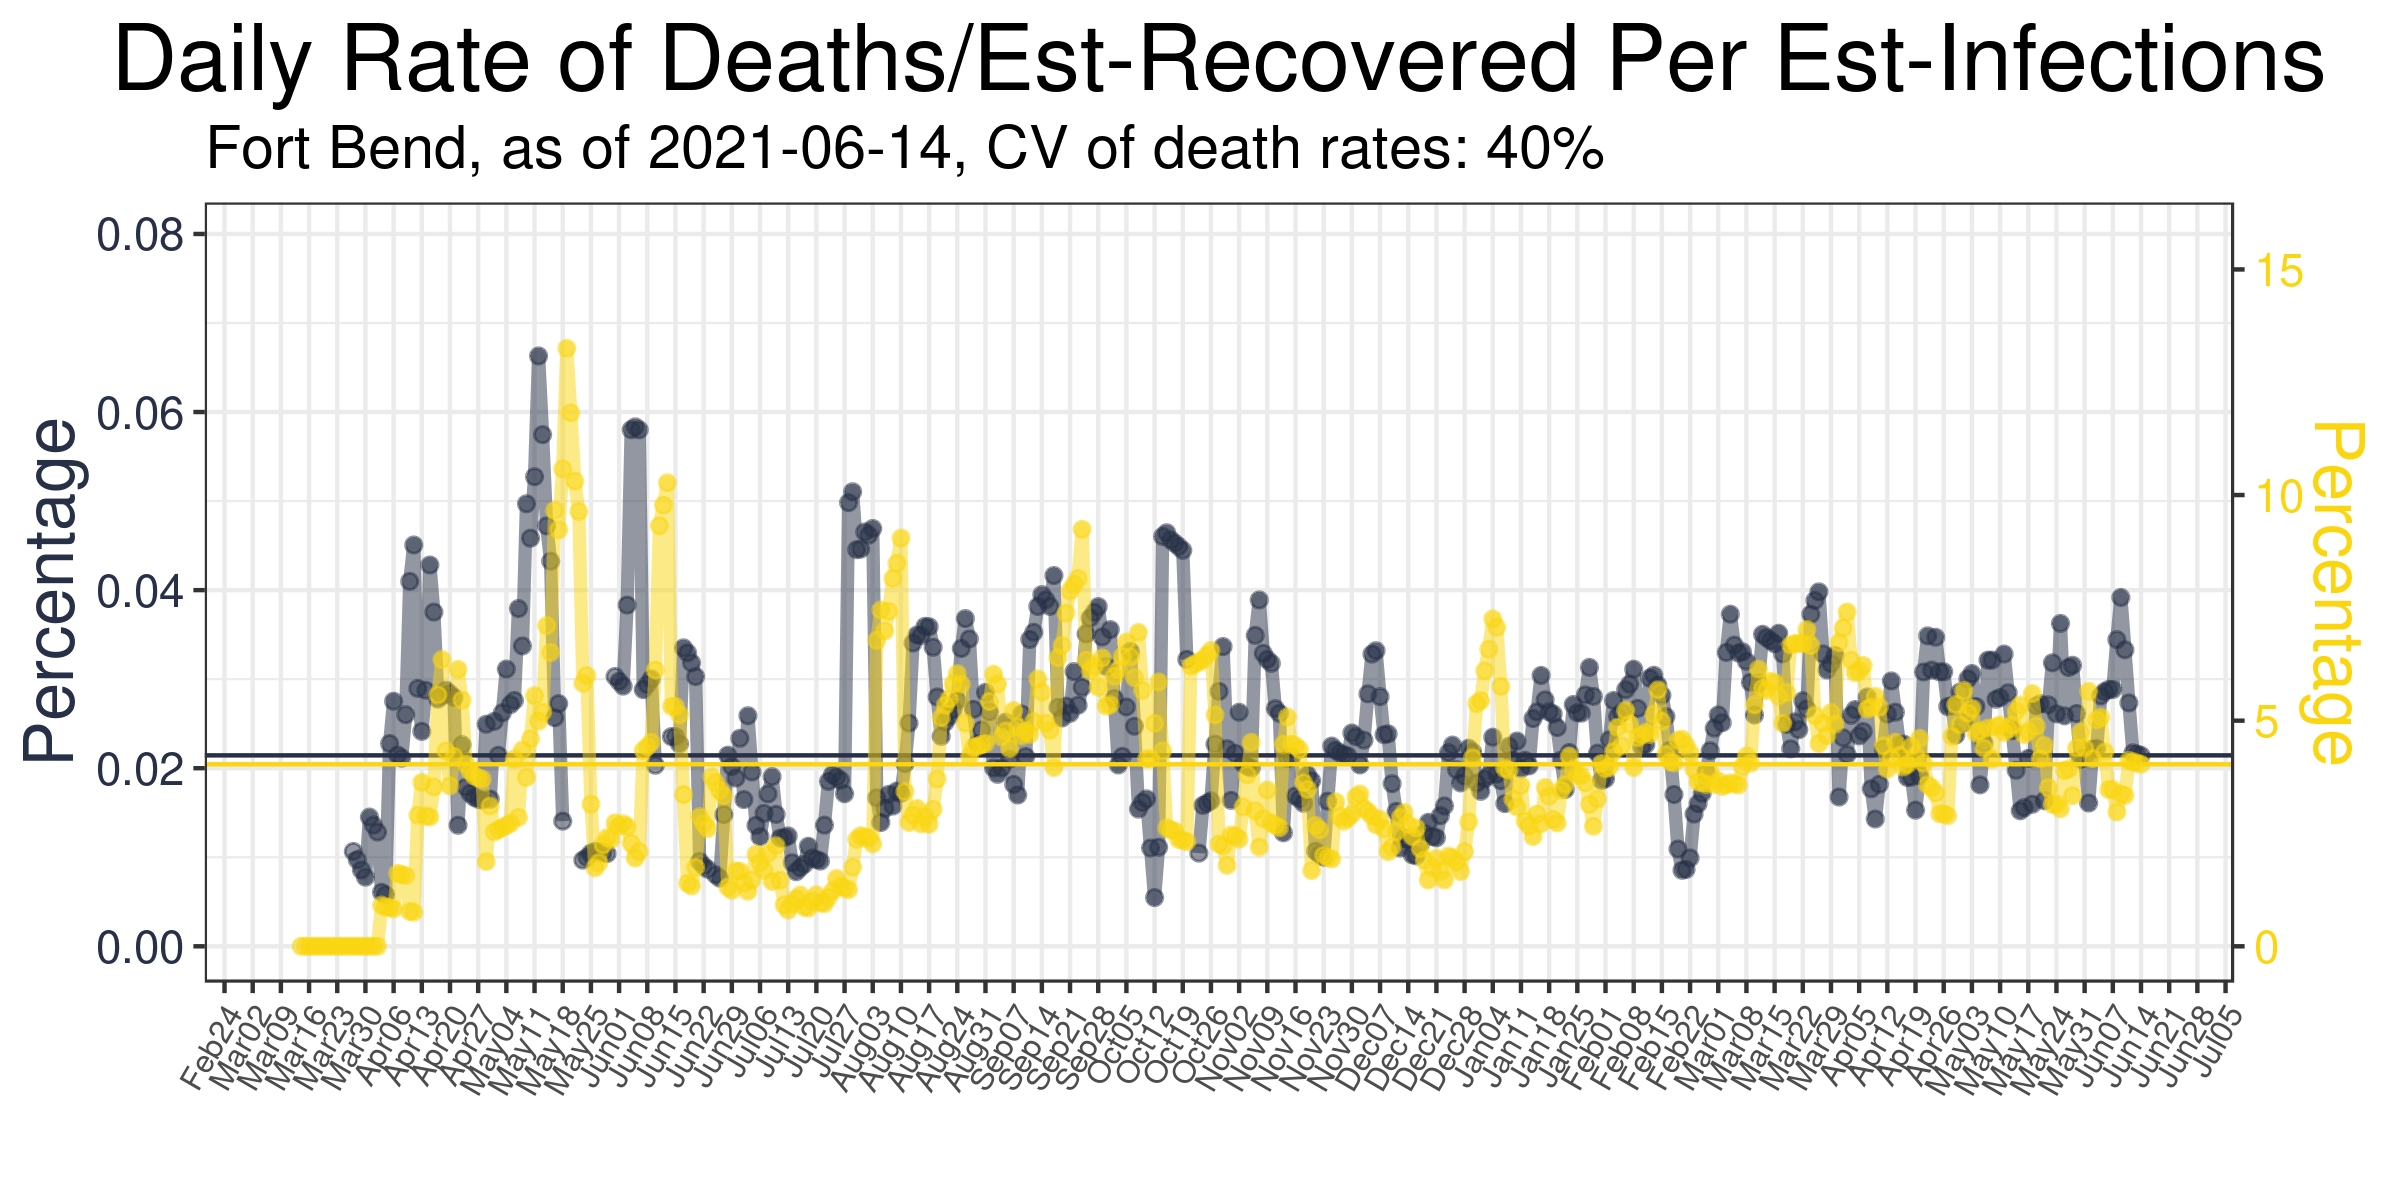 Daily Rate of Deaths/Est-Recovered Per Est-Infections
Fort Bend, as of 2021-06-14, CV of death rates: 40%
Percentage
0.08
0.06
0.04
0.02
0.00
15
10
5
0
Percentage
Feb24
Mar02
Mar09
Mar16
Mar23
Mar30
Apr06
Apr13
Apr20
Apr27
May04
May11
May18
May25
Jun01
Jun08
Jun15
Jun22
Jun29
Jul06
Jul13
Jul20
Jul27
Aug03
Aug10
Aug17
Aug24
Aug31
Sep07
Sep14
Sep21
Sep28
Oct05
Oct12
Oct19
Oct26
Nov02
Nov09
Nov16
Nov23
Nov30
Dec07
Dec14
Dec21
Dec28
Jan04
Jan11
Jan18
Jan25
Feb01
Feb08
Feb15
Feb22
Mar01
Mar08
Mar15
Mar22
Mar29
Apr05
Apr12
Apr19
Apr26
May03
May10
May17
May24
May31
Jun07
Jun14
Jun21
Jun28
Jul05